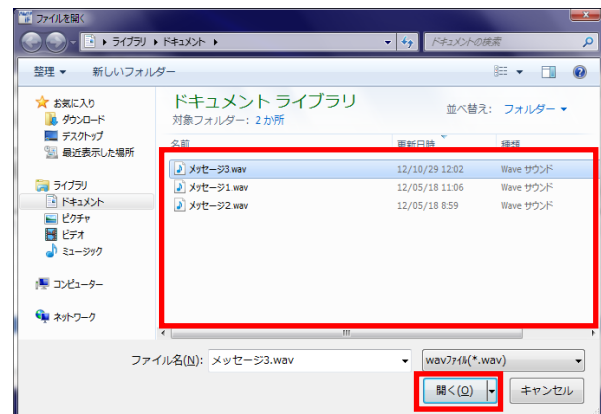 ファイルを開く
ライブラリ ▸ ドキュメント ▸
ドキュメントの検索
整理 ▼ 新しいフォルダー
お気に入り
ダウンロード
デスクトップ
最近表示した場所
ライブラリ
ドキュメント
ピクチャ
ビデオ
ミュージック
コンピューター
ネットワーク
ドキュメント ライブラリ
対象フォルダー: 2か所
並べ替え: フォルダー ▼
名前 更新日時 種類
メッセージ3.wav 12/10/29 12:02 Wave サウンド
メッセージ1.wav 12/05/18 11:06 Wave サウンド
メッセージ2.wav 12/05/18 8:59 Wave サウンド
ファイル名(N): メッセージ3.wav wavファイル(*.wav)
開く(O) キャンセル